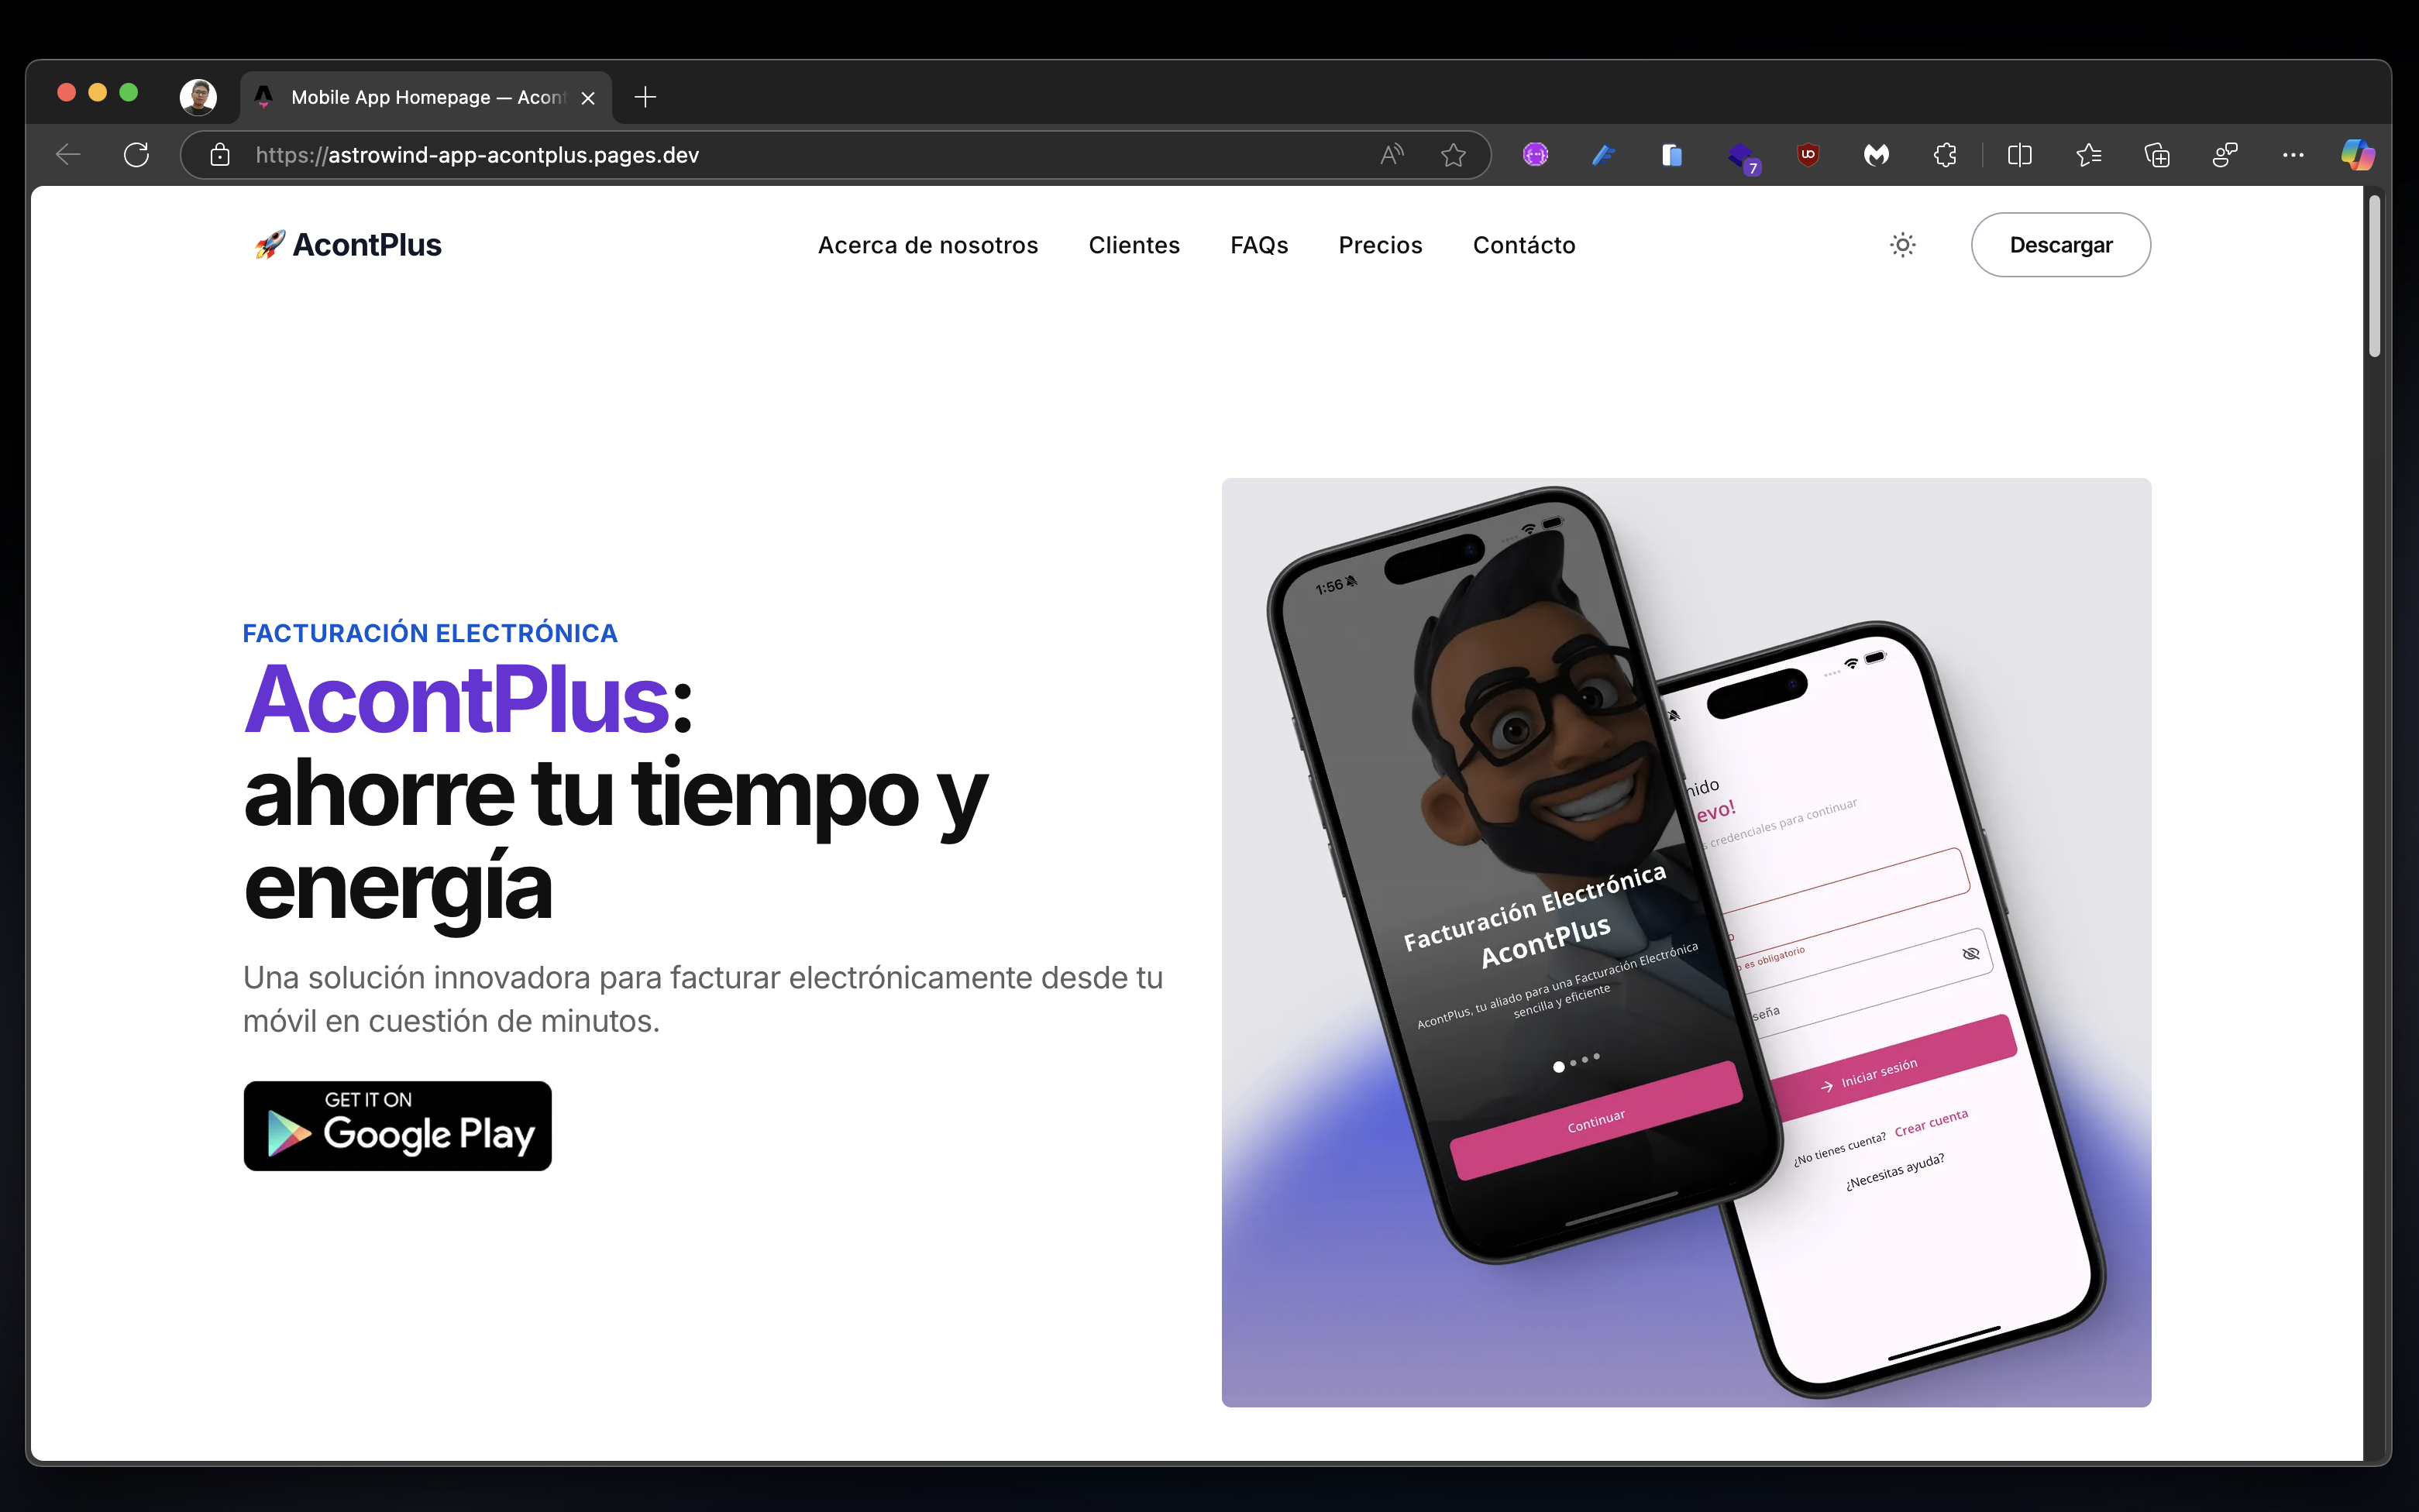 Mobile App Homepage — Acont
https://astrowind-app-acontplus.pages.dev
7
AcontPlus
Acerca de nosotros
Clientes
FAQs
Precios
Contácto
Descargar
FACTURACIÓN ELECTRÓNICA
AcontPlus:
ahorre tu tiempo y
energía
Una solución innovadora para facturar electrónicamente desde tu
móvil en cuestión de minutos.
GET IT ON
Google Play
1:56
Facturación Electrónica
AcontPlus
AcontPlus, tu aliado para una Facturación Electrónica
sencilla y eficiente
Continuar
nido
evo!
s credenciales para continuar
o es obligatorio
seña
Iniciar sesión
¿No tienes cuenta? Crear cuenta
¿Necesitas ayuda?